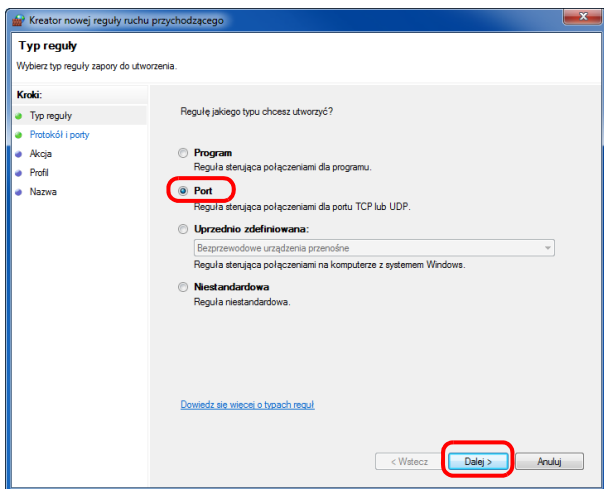 Kreator nowej reguły ruchu przychodzącego
Typ reguły
Wybierz typ reguły zapory do utworzenia.
Kroki:
Typ reguły
Protokół i porty
Akcja
Profil
Nazwa
Regułę jakiego typu chcesz utworzyć?
Program
Reguła sterująca połączeniami dla programu.
Port
Reguła sterująca połączeniami dla portu TCP lub UDP.
Uprzednio zdefiniowana:
Bezprzewodowe urządzenia przenośne
Reguła sterująca połączeniami na komputerze z systemem Windows.
Niestandardowa
Reguła niestandardowa.
Dowiedz się więcej o typach reguł
< Wstecz
Dalej >
Anuluj